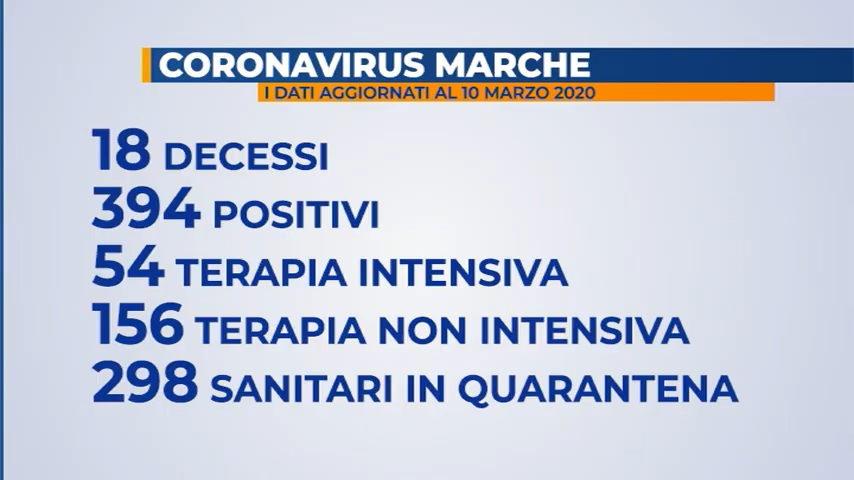 CORONAVIRUS MARCHE
I DATI AGGIORNATI AL 10 MARZO 2020
18 DECESSI
394 POSITIVI
54 TERAPIA INTENSIVA
156 TERAPIA NON INTENSIVA
298 SANITARI IN QUARANTENA